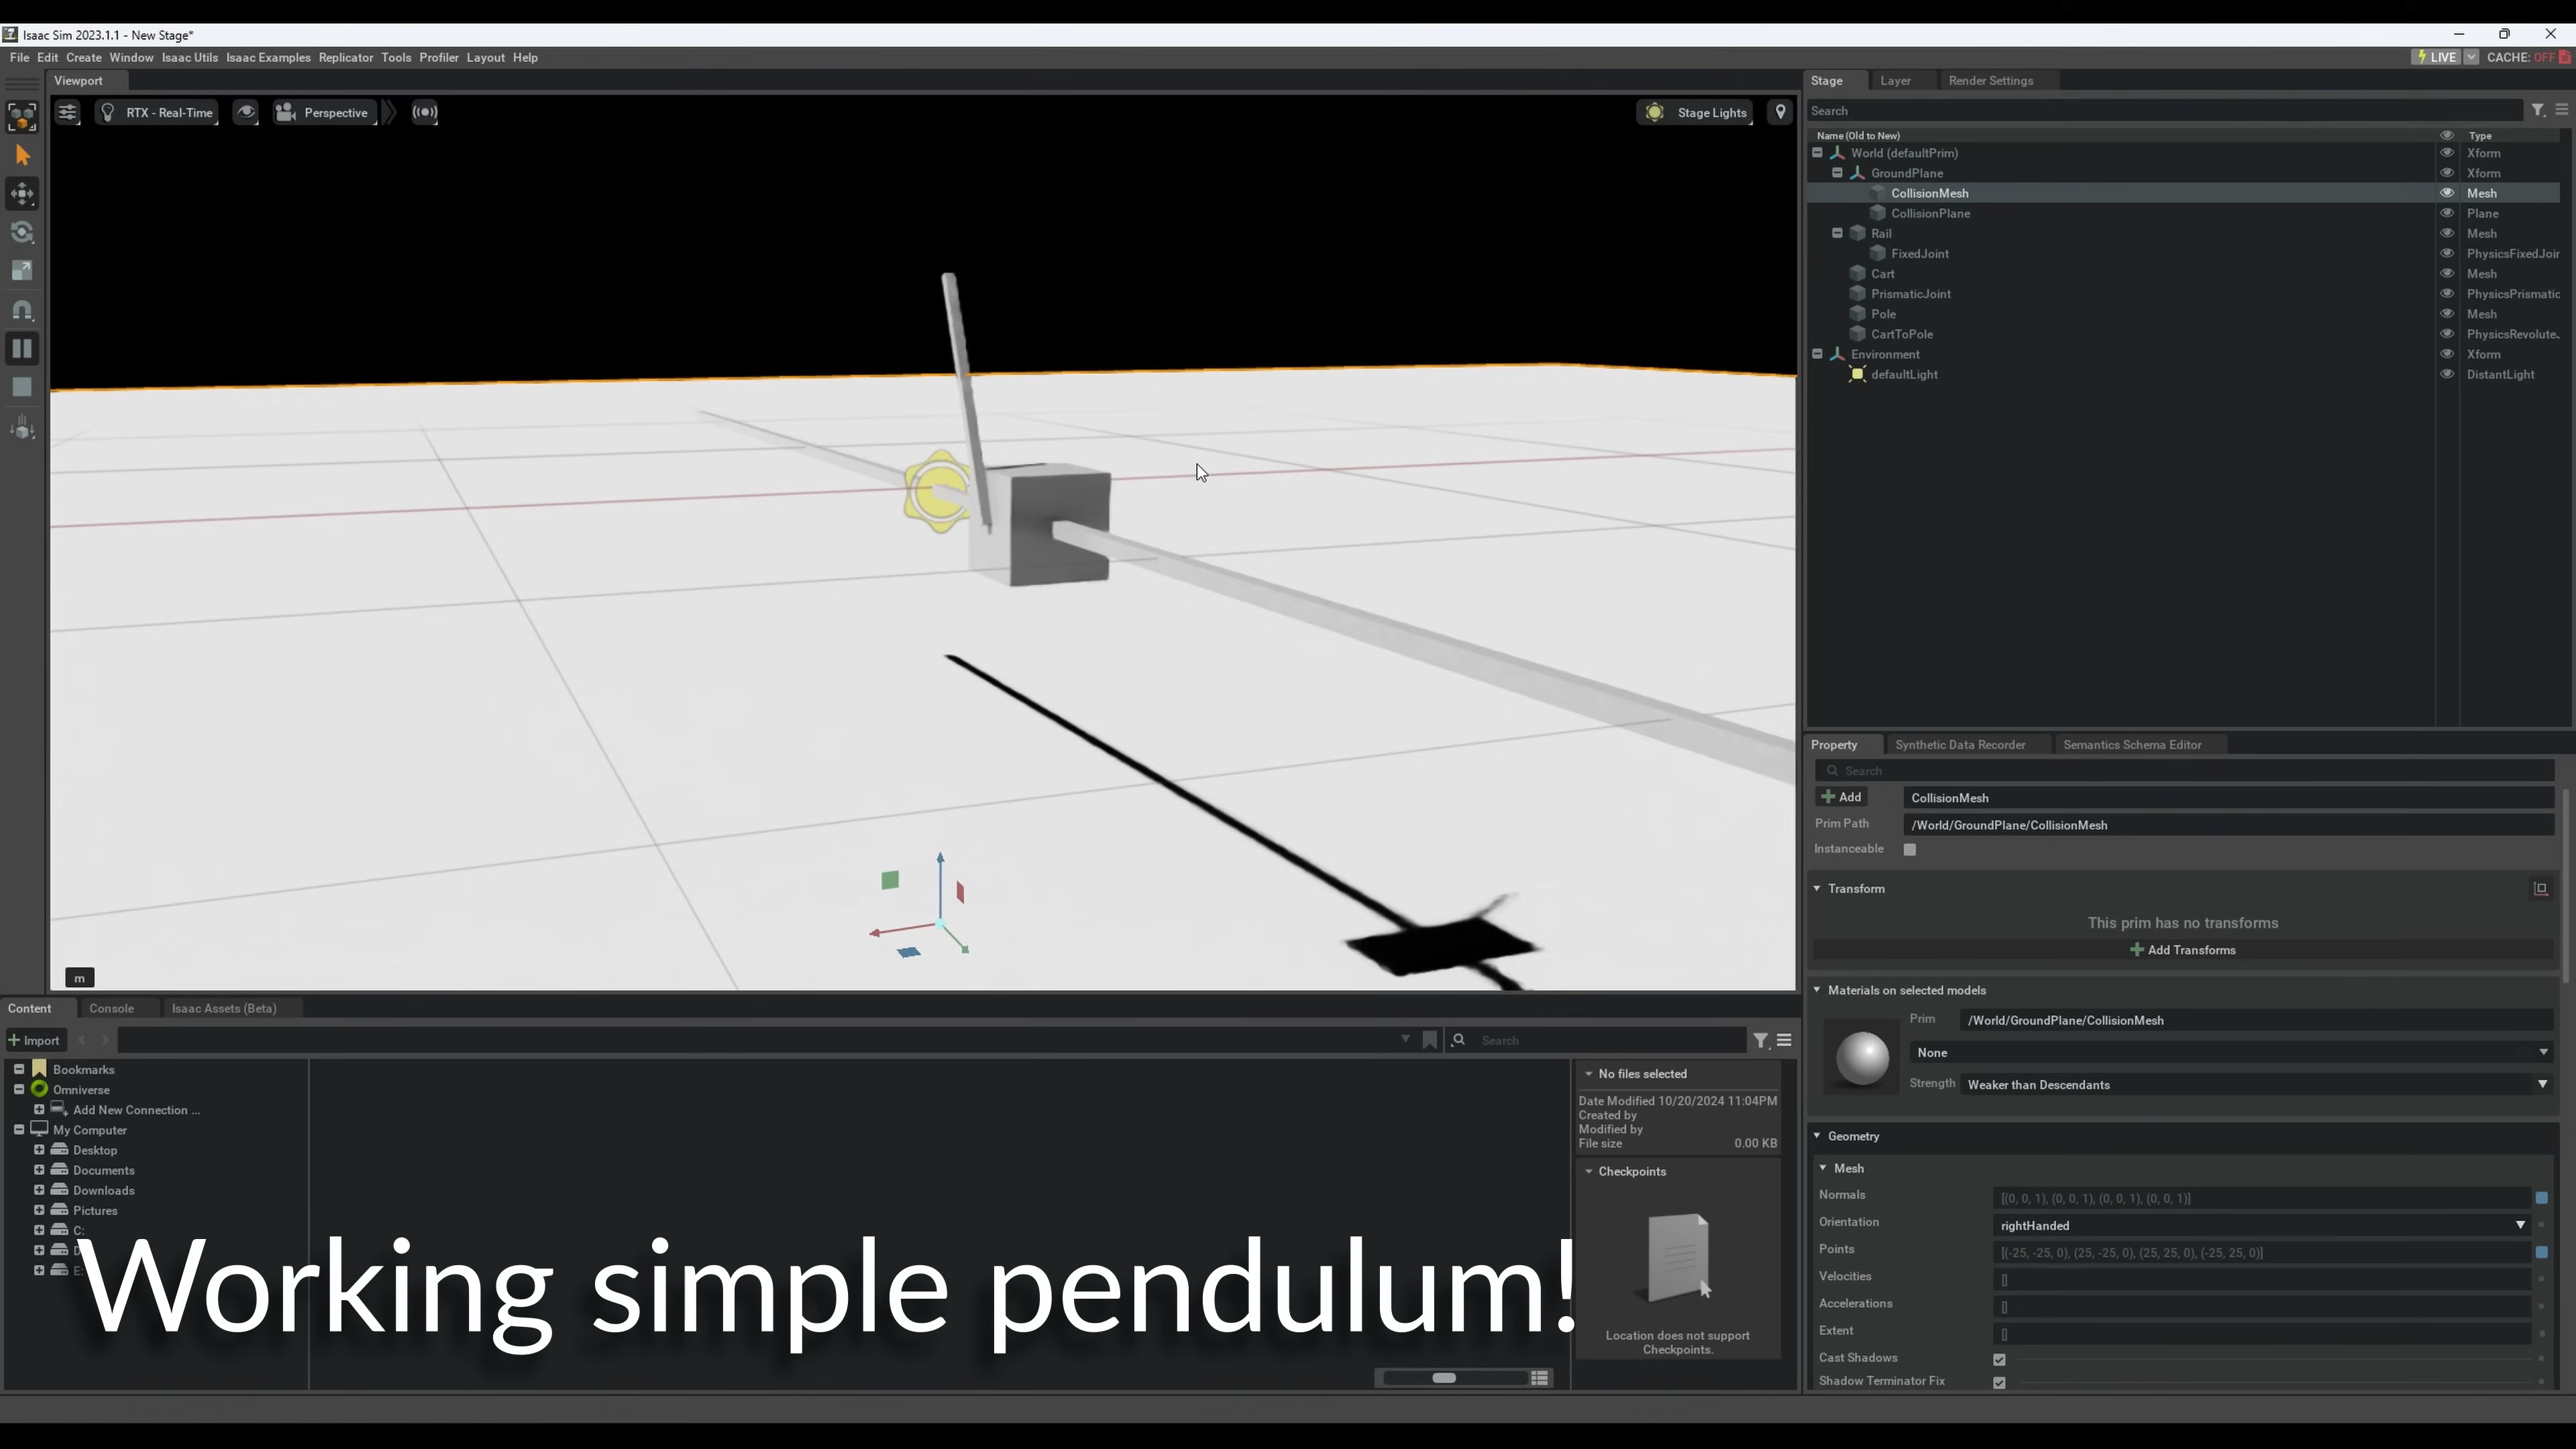 Isaac Sim 2023.1.1 - New Stage*
File Edit Create Window Isaac Utils Isaac Examples Replicator Tools Profiler Layout Help
LIVE CACHE: OFF
Viewport
RTX - Real-Time
Perspective
Stage Lights
m
Stage Layer Render Settings
Search
Name (Old to New) Type
World (defaultPrim) Xform
GroundPlane Xform
CollisionMesh Mesh
CollisionPlane Plane
Rail Mesh
FixedJoint PhysicsFixedJoir
Cart Mesh
PrismaticJoint PhysicsPrismatic
Pole Mesh
CartToPole PhysicsRevolute.
Environment Xform
defaultLight DistantLight
Property Synthetic Data Recorder Semantics Schema Editor
Search
Add CollisionMesh
Prim Path /World/GroundPlane/CollisionMesh
Instanceable
Transform
This prim has no transforms
Add Transforms
Materials on selected models
Prim /World/GroundPlane/CollisionMesh
None
Strength Weaker than Descendants
Geometry
Mesh
Normals [(0, 0, 1), (0, 0, 1), (0, 0, 1), (0, 0, 1)]
Orientation rightHanded
Points [(-25, -25, 0), (25, -25, 0), (25, 25, 0), (-25, 25, 0)]
Velocities []
Accelerations []
Extent []
Cast Shadows
Shadow Terminator Fix
Content Console Isaac Assets (Beta)
Import
Search
Bookmarks
Omniverse
Add New Connection ...
My Computer
Desktop
Documents
Downloads
Pictures
C:
No files selected
Date Modified 10/20/2024 11:04PM
Created by
Modified by
File size 0.00 KB
Checkpoints
Location does not support
Checkpoints.
Working simple pendulum!